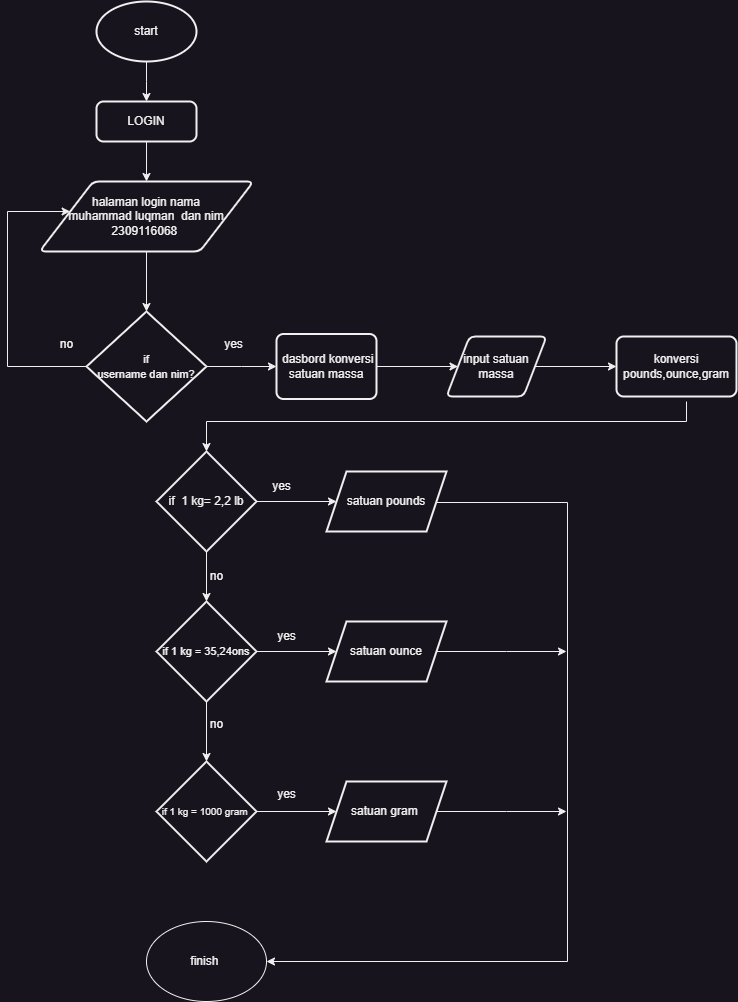 start
LOGIN
halaman login nama
muhammad luqman dan nim
2309116068
if
username dan nim?
no
yes
dasbord konversi
satuan massa
input satuan
massa
konversi
pounds,ounce,gram
if 1 kg= 2,2 lb
yes
satuan pounds
no
if 1 kg = 35,24ons
yes
satuan ounce
no
if 1 kg = 1000 gram
yes
satuan gram
finish